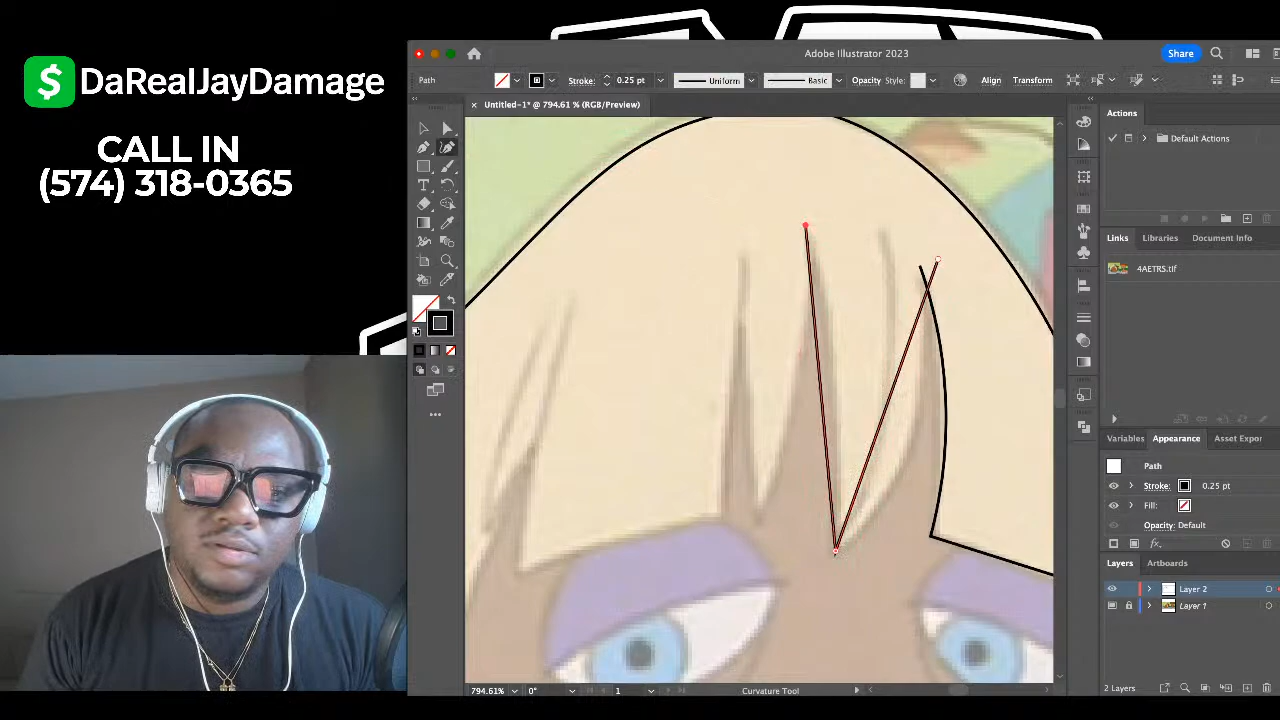 $ DaRealJayDamage
CALL IN
(574) 318-0365
Adobe Illustrator 2023
Share
Path
Stroke:
0.25 pt
Uniform
Basic
Opacity
Style:
Align
Transform
× Untitled-1* @ 794.61 % (RGB/Preview)
Actions
Default Actions
Links
Libraries
Document Info
4AETRS.tif
Variables
Appearance
Asset Expor
Path
Stroke:
0.25 pt
Fill:
Opacity: Default
fx
Layers
Artboards
Layer 2
Layer 1
794.61%
0°
1
Curvature Tool
2 Layers